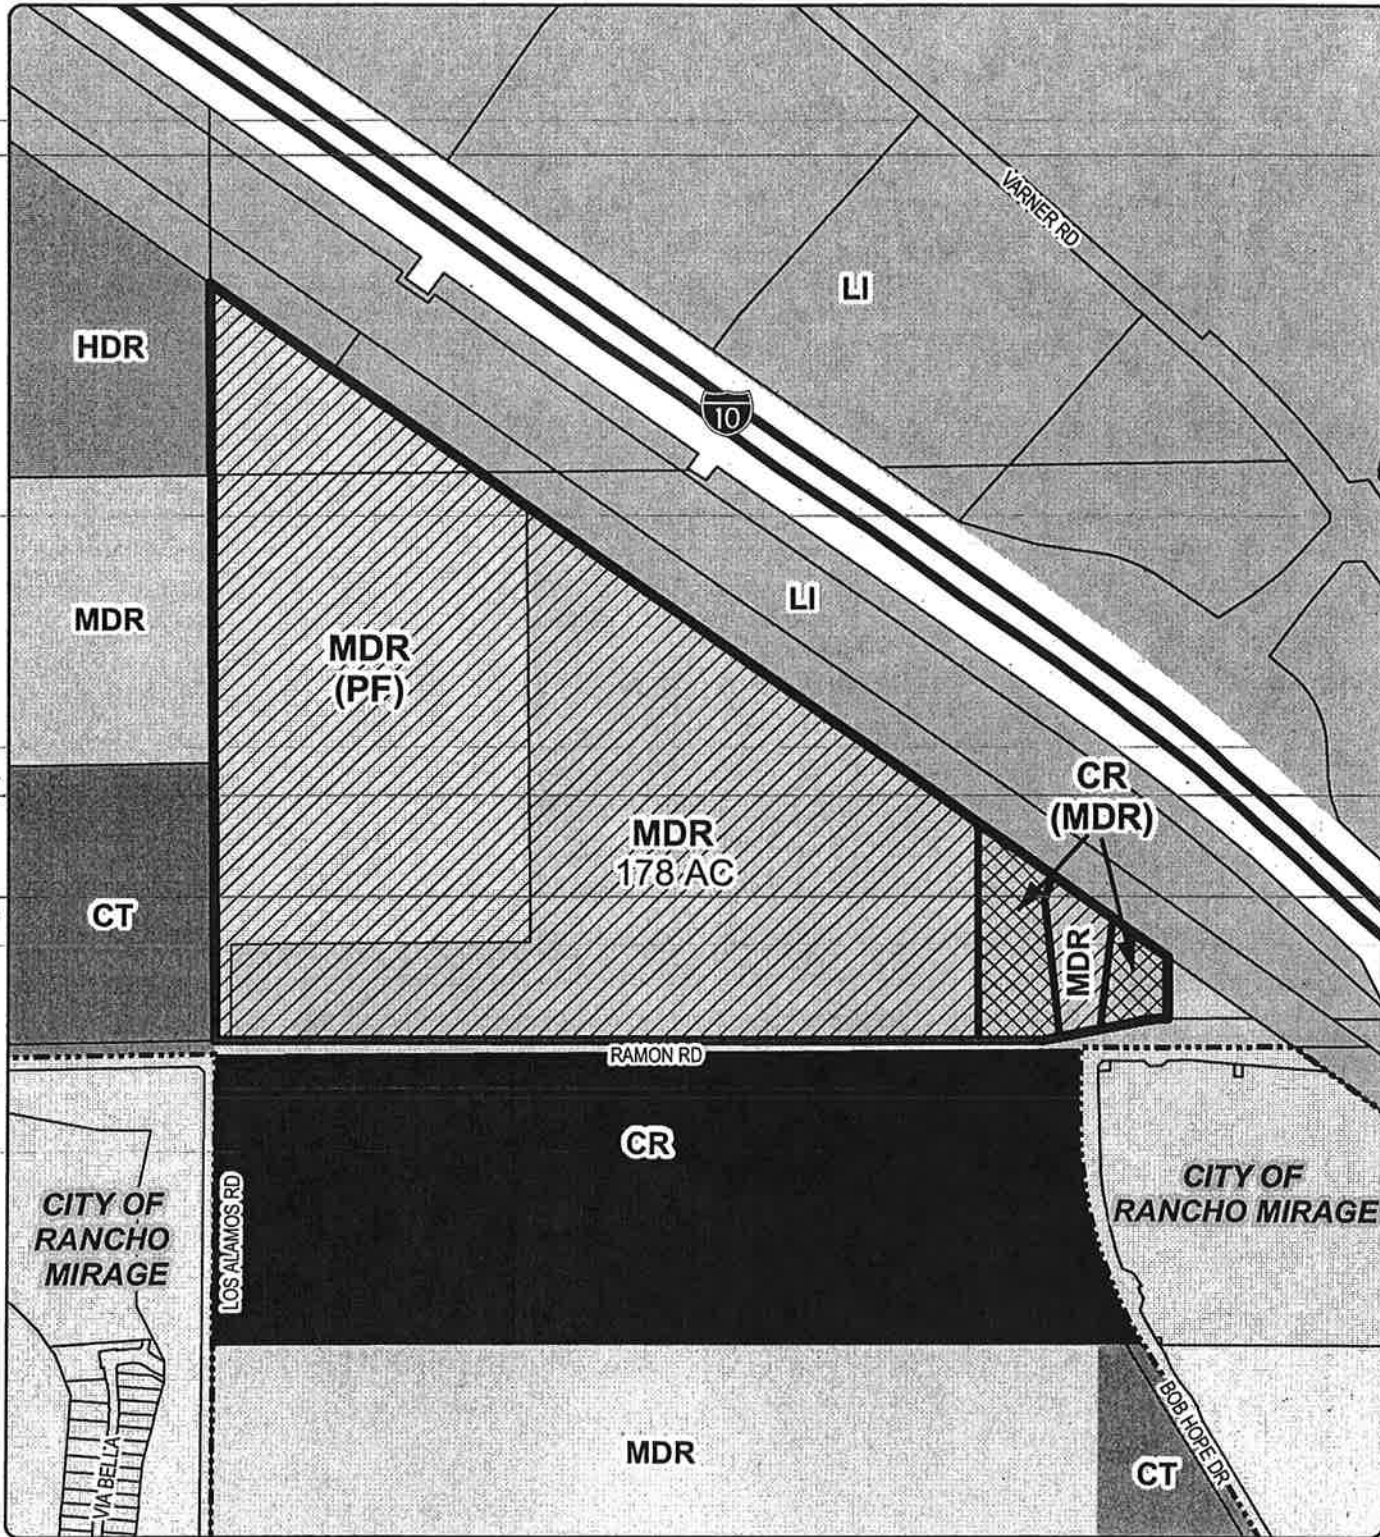 VARNER RD
LI
HDR
10
MDR
LI
MDR
(PF)
CR
(MDR)
MDR
178 AC
CT
MDR
RAMON RD
CR
CITY OF
RANCHO
MIRAGE
LOS ALAMOS RD
CITY OF
RANCHO MIRAGE
VIA BELLA
MDR
BOB HOPE DR
CT